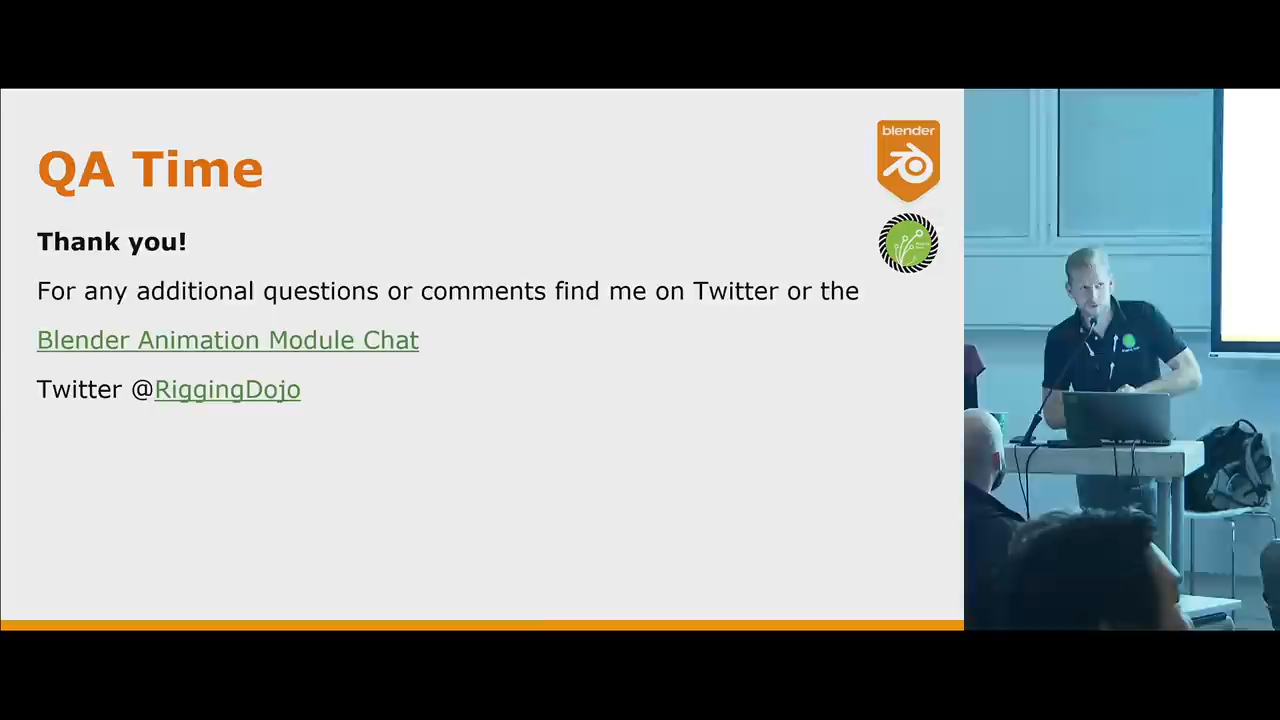 QA Time
blender
Thank you!
For any additional questions or comments find me on Twitter or the
Blender Animation Module Chat
Twitter @RiggingDojo